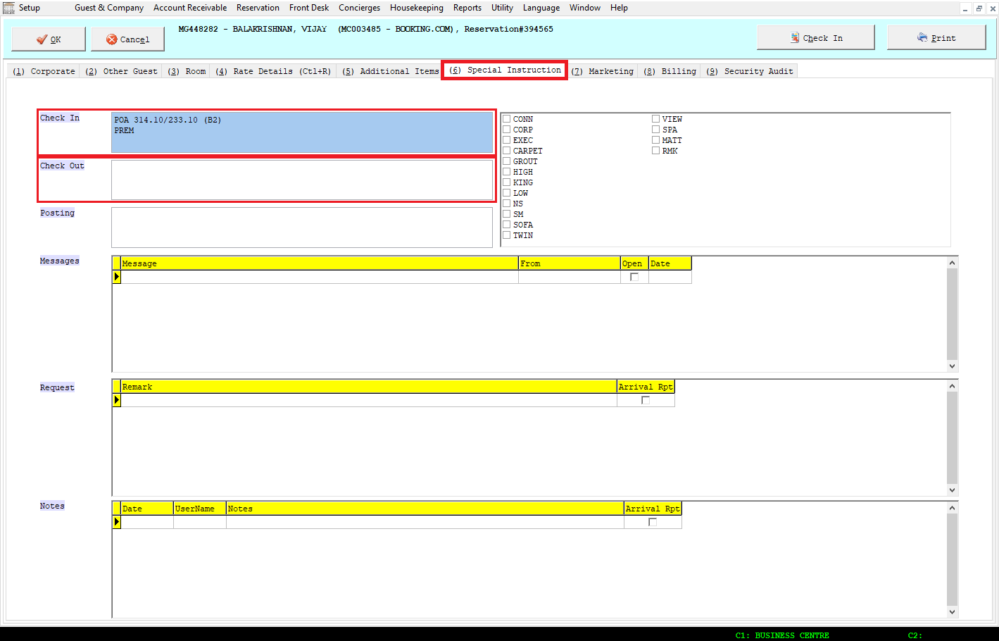 Setup Guest & Company Account Receivable Reservation Front Desk Concierges Housekeeping Reports Utility Language Window Help
OK Cancel MG448282 - BALAKRISHNAN, VIJAY (MC003485 - BOOKING.COM), Reservation#394565 Check In Print
(1) Corporate (2) Other Guest (3) Room (4) Rate Details (Ctl+R) (5) Additional Items (6) Special Instruction (7) Marketing (8) Billing (9) Security Audit
Check In
POA 314.10/233.10 (B2)
PREM
Check Out
Posting
CONN
CORP
EXEC
CARPET
GROUT
HIGH
KING
LOW
NS
SM
SOFA
TWIN
VIEW
SPA
MATT
RMK
Messages
Message From Open Date
Request
Remark Arrival Rpt
Notes
Date UserName Notes Arrival Rpt
C1: BUSINESS CENTRE C2: